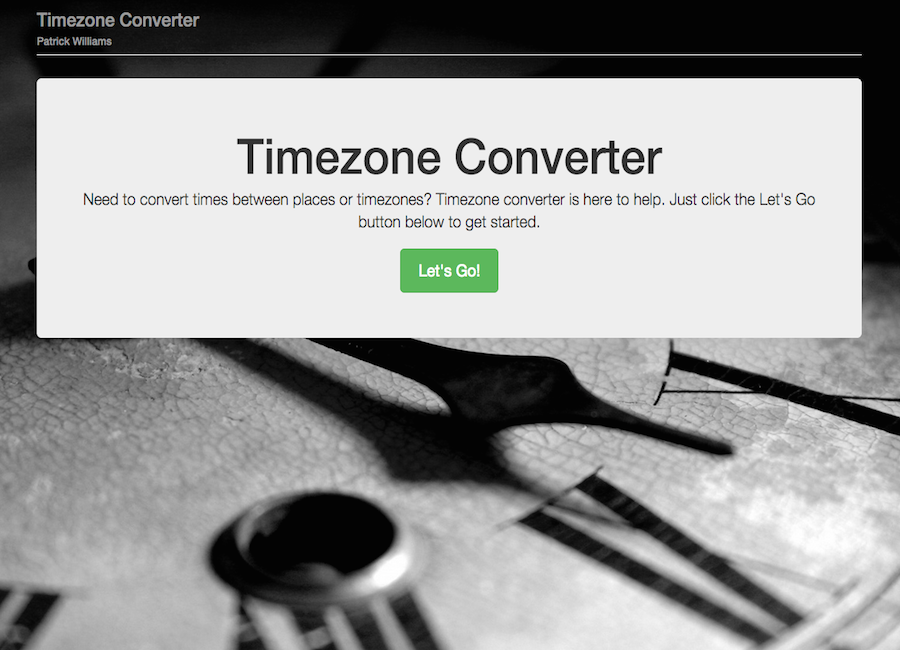 Timezone Converter
Patrick Williams
Timezone Converter
Need to convert times between places or timezones? Timezone converter is here to help. Just click the Let's Go
button below to get started.
Let's Go!